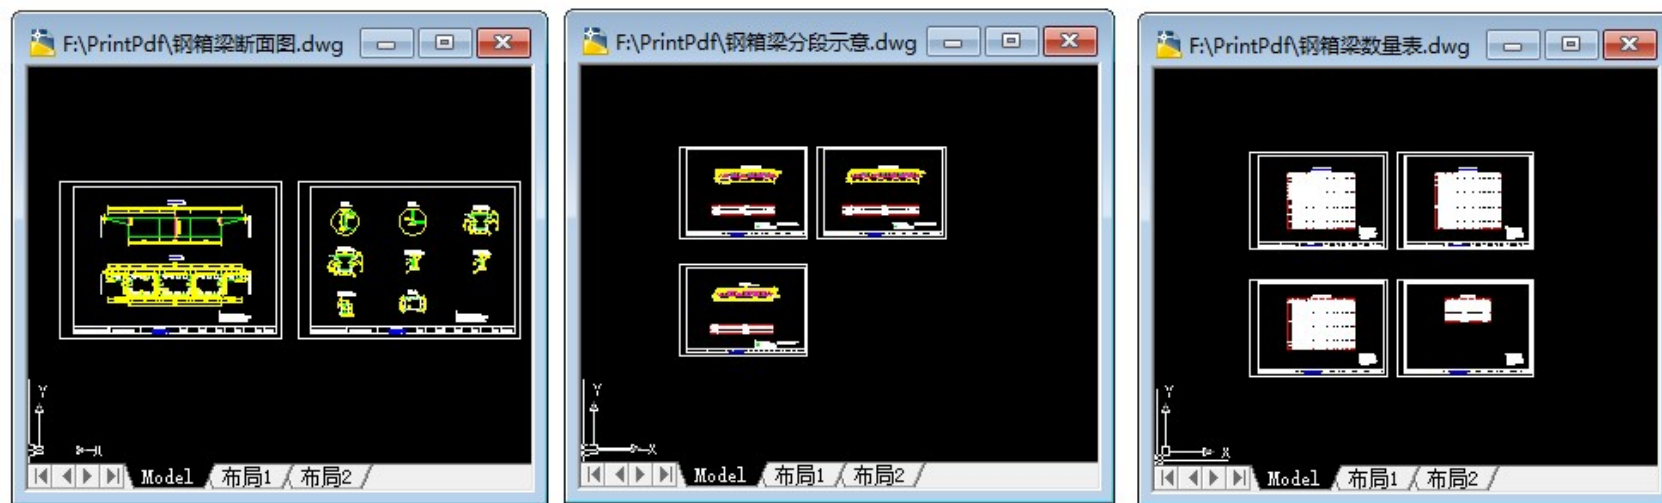 F:\PrintPdf\钢箱梁断面图.dwg
Y
X
Model 布局1 布局2
F:\PrintPdf\钢箱梁分段示意.dwg
Y
X
Model 布局1 布局2
F:\PrintPdf\钢箱梁数量表.dwg
Y
X
Model 布局1 布局2